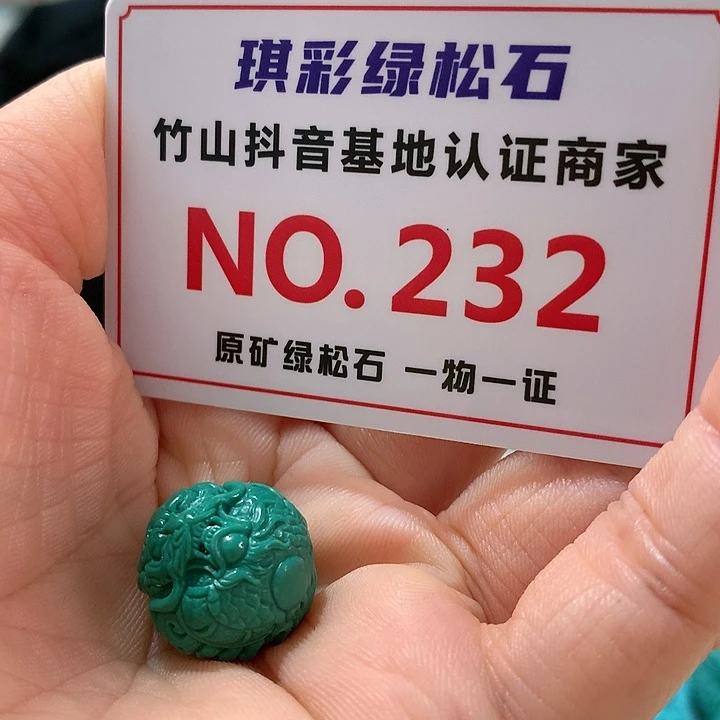 琪彩绿松石
竹山抖音基地认证商家
NO.232
原矿绿松石 一物一证